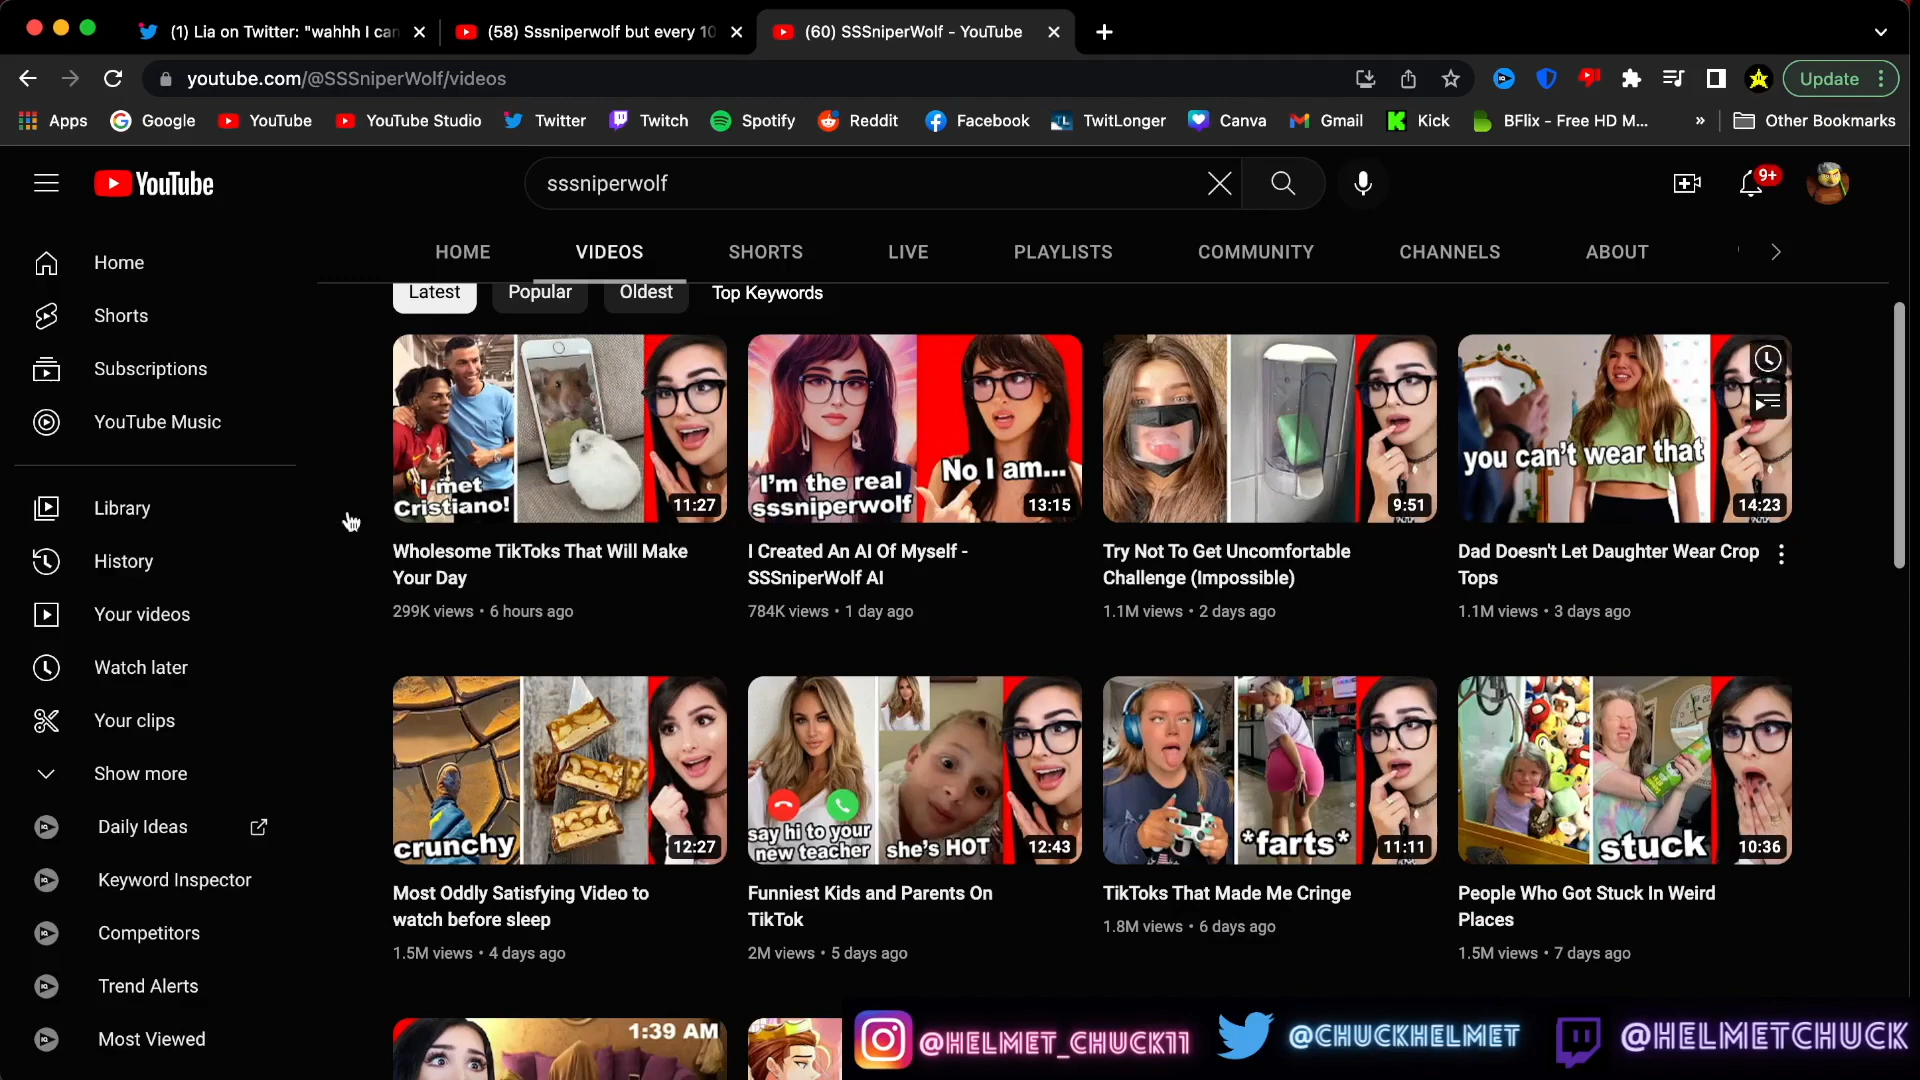 (1) Lia on Twitter: "wahhh I can
(58) Sssniperwolf but every 10
(60) SSSniperWolf - YouTube
youtube.com/@SSSniperWolf/videos
Update
Apps
Google
YouTube
YouTube Studio
Twitter
Twitch
Spotify
Reddit
Facebook
TwitLonger
Canva
Gmail
Kick
BFlix - Free HD M...
»
Other Bookmarks
YouTube
sssniperwolf
9+
HOME
VIDEOS
SHORTS
LIVE
PLAYLISTS
COMMUNITY
CHANNELS
ABOUT
Latest
Popular
Oldest
Top Keywords
Home
Shorts
Subscriptions
YouTube Music
Library
History
Your videos
Watch later
Your clips
Show more
Daily Ideas
Keyword Inspector
Competitors
Trend Alerts
Most Viewed
I met
Cristiano!
11:27
Wholesome TikToks That Will Make
Your Day
299K views • 6 hours ago
I'm the real
sssniperwolf
No I am...
13:15
I Created An AI Of Myself -
SSSniperWolf AI
784K views • 1 day ago
9:51
Try Not To Get Uncomfortable
Challenge (Impossible)
1.1M views • 2 days ago
you can't wear that
14:23
Dad Doesn't Let Daughter Wear Crop
Tops
1.1M views • 3 days ago
crunchy
12:27
Most Oddly Satisfying Video to
watch before sleep
1.5M views • 4 days ago
say hi to your
new teacher
she's HOT
12:43
Funniest Kids and Parents On
TikTok
2M views • 5 days ago
*farts*
11:11
TikToks That Made Me Cringe
1.8M views • 6 days ago
stuck
10:36
People Who Got Stuck In Weird
Places
1.5M views • 7 days ago
1:39 AM
@HELMET_CHUCK11
@CHUCKHELMET
@HELMETCHUCK